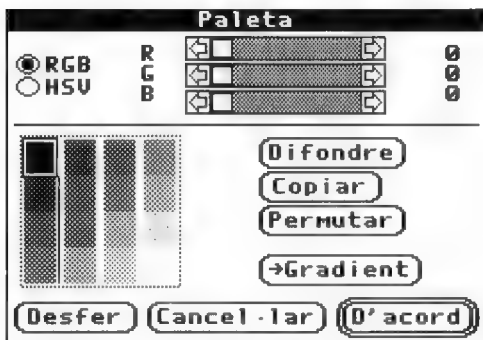 Paleta
RGB
HSV
R 0
G 0
B 0
Difondre
Copiar
Permutar
→Gradient
Desfer Cancel·lar D'acord